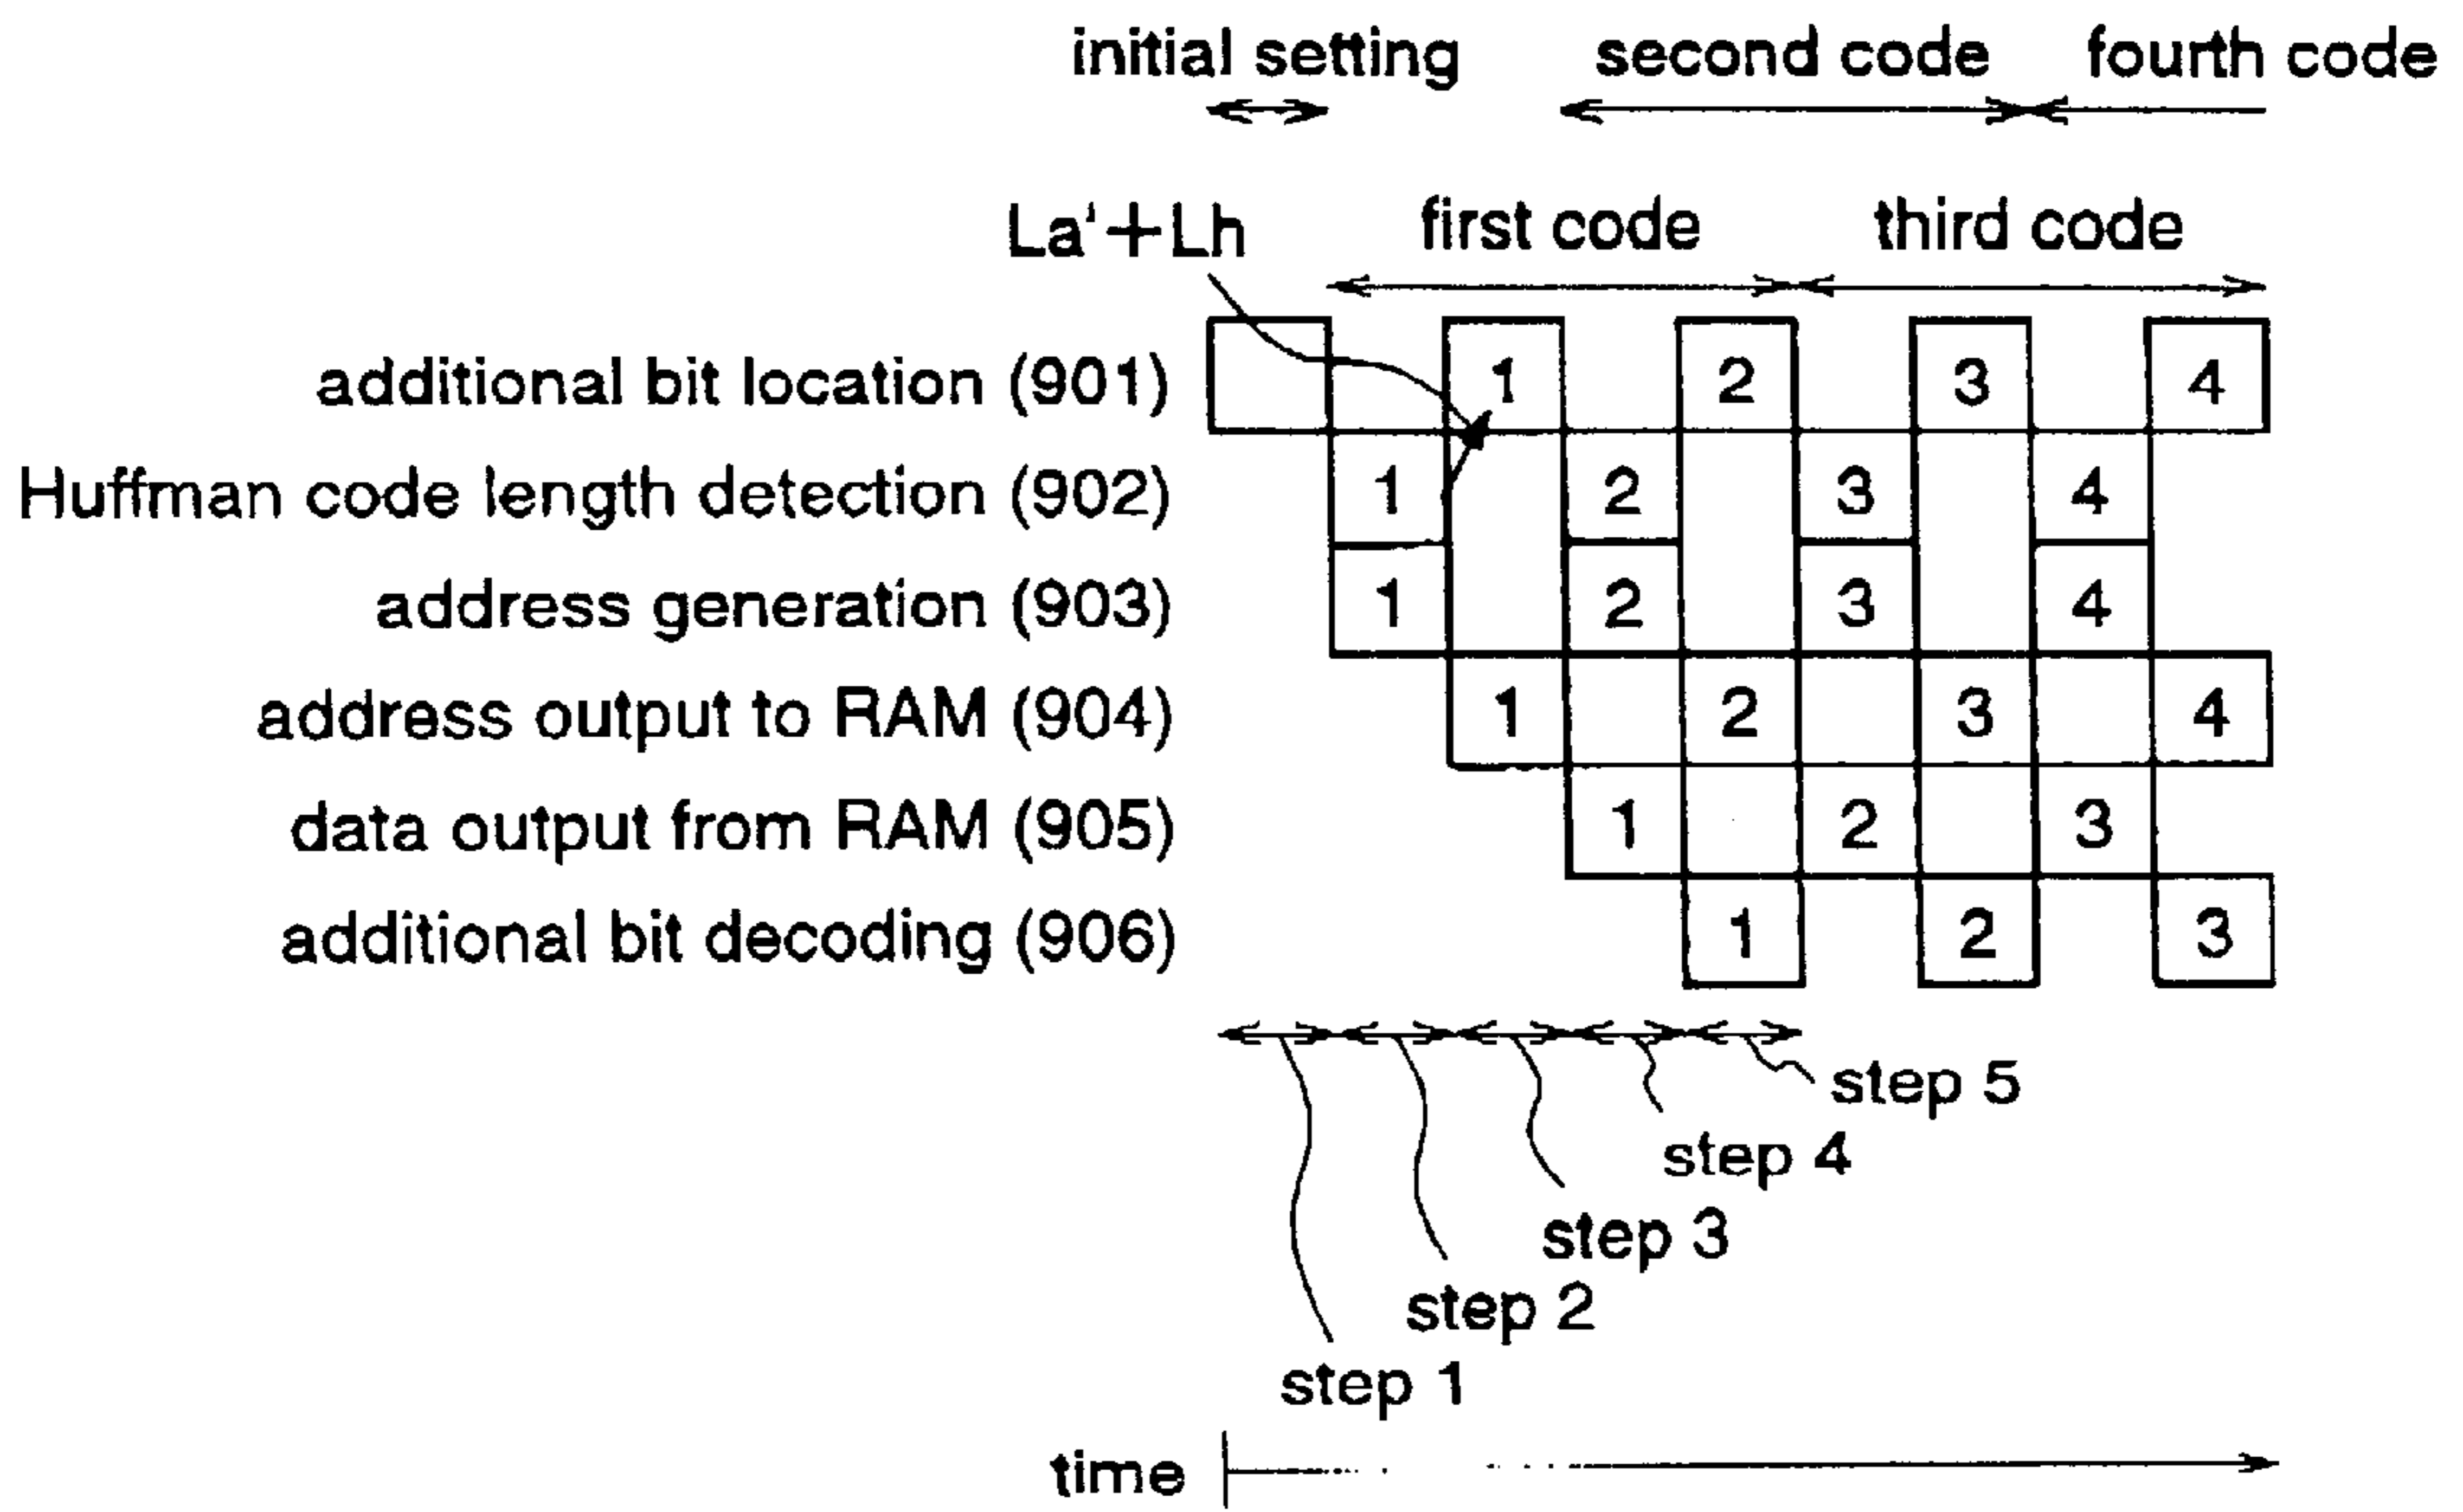 initial setting second code fourth code
La'+Lh first code third code
additional bit location (901) 1 2 3 4
Huffman code length detection (902) 1 2 3 4
address generation (903) 1 2 3 4
address output to RAM (904) 1 2 3 4
data output from RAM (905) 1 2 3
additional bit decoding (906) 1 2 3
step 5
step 4
step 3
step 2
step 1
time